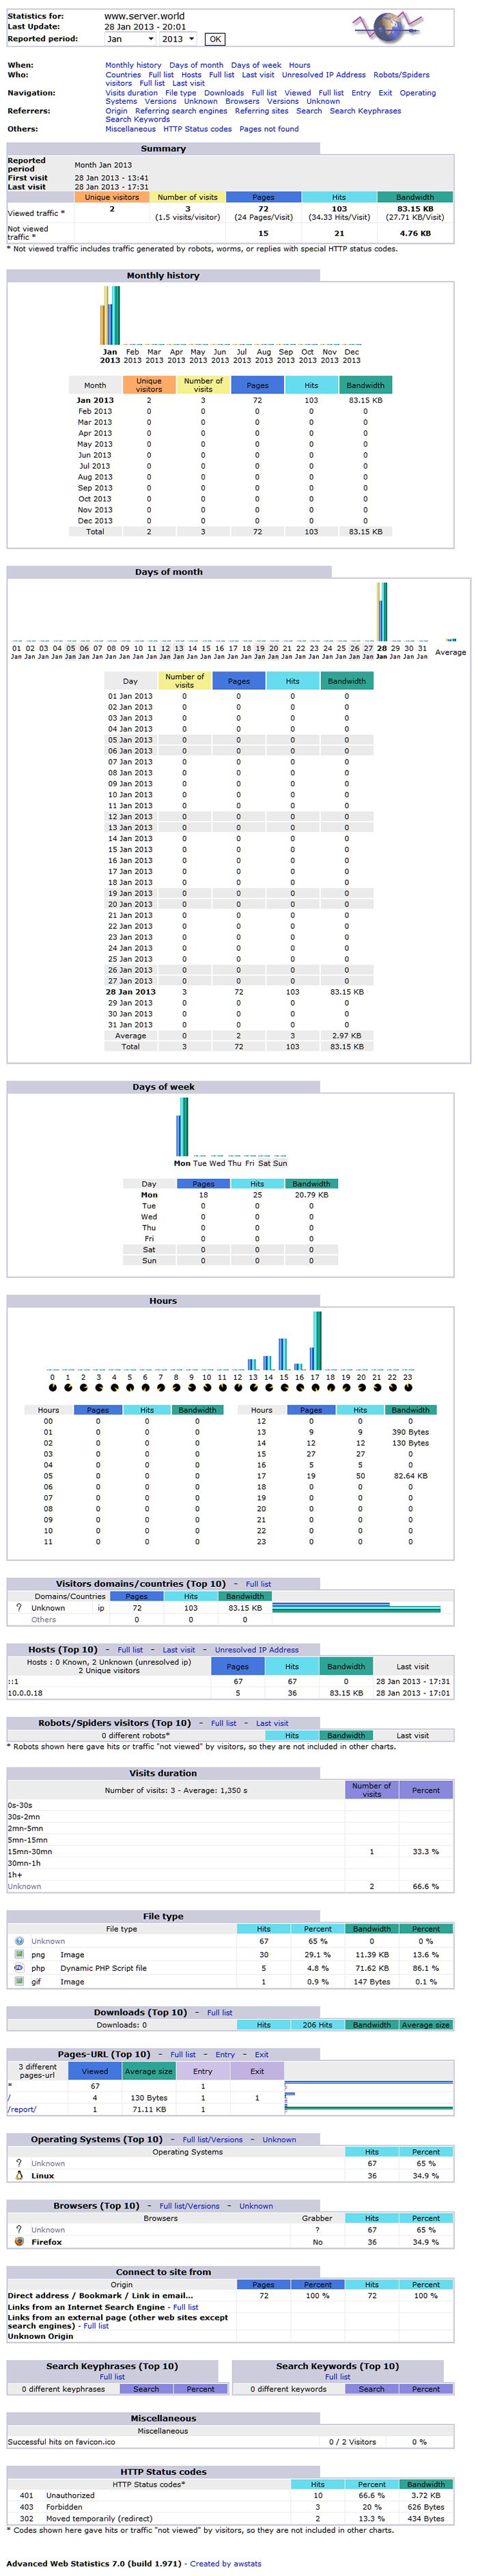 Statistics for: www.server.world
Last Update: 28 Jan 2013 - 20:01
Reported period: Jan 2013 OK
When: Monthly history Days of month Days of week Hours
Who: Countries Full list Hosts Full list Last visit Unresolved IP Address Robots/Spiders
visitors Full list Last visit
Navigation: Visits duration File type Downloads Full list Viewed Full list Entry Exit Operating
Systems Versions Unknown Browsers Versions Unknown
Referrers: Origin Referring search engines Referring sites Search Search Keyphrases
Search Keywords
Others: Miscellaneous HTTP Status codes Pages not found
Summary
Reported
period Month Jan 2013
First visit 28 Jan 2013 - 13:41
Last visit 28 Jan 2013 - 17:31
Unique visitors Number of visits Pages Hits Bandwidth
Viewed traffic * 2 3 72 103 83.15 KB
(1.5 visits/visitor) (24 Pages/Visit) (34.33 Hits/Visit) (27.71 KB/Visit)
Not viewed
traffic * 15 21 4.76 KB
* Not viewed traffic includes traffic generated by robots, worms, or replies with special HTTP status codes.
Monthly history
Jan Feb Mar Apr May Jun Jul Aug Sep Oct Nov Dec
2013 2013 2013 2013 2013 2013 2013 2013 2013 2013 2013 2013
Month Unique visitors Number of visits Pages Hits Bandwidth
Jan 2013 2 3 72 103 83.15 KB
Feb 2013 0 0 0 0 0
Mar 2013 0 0 0 0 0
Apr 2013 0 0 0 0 0
May 2013 0 0 0 0 0
Jun 2013 0 0 0 0 0
Jul 2013 0 0 0 0 0
Aug 2013 0 0 0 0 0
Sep 2013 0 0 0 0 0
Oct 2013 0 0 0 0 0
Nov 2013 0 0 0 0 0
Dec 2013 0 0 0 0 0
Total 2 3 72 103 83.15 KB
Days of month
01 02 03 04 05 06 07 08 09 10 11 12 13 14 15 16 17 18 19 20 21 22 23 24 25 26 27 28 29 30 31
Jan Jan Jan Jan Jan Jan Jan Jan Jan Jan Jan Jan Jan Jan Jan Jan Jan Jan Jan Jan Jan Jan Jan Jan Jan Jan Jan Jan Jan Jan Jan Average
Day Number of visits Pages Hits Bandwidth
01 Jan 2013 0 0 0 0
02 Jan 2013 0 0 0 0
03 Jan 2013 0 0 0 0
04 Jan 2013 0 0 0 0
05 Jan 2013 0 0 0 0
06 Jan 2013 0 0 0 0
07 Jan 2013 0 0 0 0
08 Jan 2013 0 0 0 0
09 Jan 2013 0 0 0 0
10 Jan 2013 0 0 0 0
11 Jan 2013 0 0 0 0
12 Jan 2013 0 0 0 0
13 Jan 2013 0 0 0 0
14 Jan 2013 0 0 0 0
15 Jan 2013 0 0 0 0
16 Jan 2013 0 0 0 0
17 Jan 2013 0 0 0 0
18 Jan 2013 0 0 0 0
19 Jan 2013 0 0 0 0
20 Jan 2013 0 0 0 0
21 Jan 2013 0 0 0 0
22 Jan 2013 0 0 0 0
23 Jan 2013 0 0 0 0
24 Jan 2013 0 0 0 0
25 Jan 2013 0 0 0 0
26 Jan 2013 0 0 0 0
27 Jan 2013 0 0 0 0
28 Jan 2013 3 72 103 83.15 KB
29 Jan 2013 0 0 0 0
30 Jan 2013 0 0 0 0
31 Jan 2013 0 0 0 0
Average 0 2 3 2.97 KB
Total 3 72 103 83.15 KB
Days of week
Mon Tue Wed Thu Fri Sat Sun
Day Pages Hits Bandwidth
Mon 18 25 20.79 KB
Tue 0 0 0
Wed 0 0 0
Thu 0 0 0
Fri 0 0 0
Sat 0 0 0
Sun 0 0 0
Hours
0 1 2 3 4 5 6 7 8 9 10 11 12 13 14 15 16 17 18 19 20 21 22 23
Hours Pages Hits Bandwidth Hours Pages Hits Bandwidth
00 0 0 0 12 0 0 0
01 0 0 0 13 9 9 390 Bytes
02 0 0 0 14 12 12 130 Bytes
03 0 0 0 15 27 27 0
04 0 0 0 16 5 5 0
05 0 0 0 17 19 50 82.64 KB
06 0 0 0 18 0 0 0
07 0 0 0 19 0 0 0
08 0 0 0 20 0 0 0
09 0 0 0 21 0 0 0
10 0 0 0 22 0 0 0
11 0 0 0 23 0 0 0
Visitors domains/countries (Top 10) - Full list
Domains/Countries Pages Hits Bandwidth
? Unknown ip 72 103 83.15 KB
Others 0 0 0
Hosts (Top 10) - Full list - Last visit - Unresolved IP Address
Hosts : 0 Known, 2 Unknown (unresolved ip)
2 Unique visitors Pages Hits Bandwidth Last visit
::1 67 67 0 28 Jan 2013 - 17:31
10.0.0.18 5 36 83.15 KB 28 Jan 2013 - 17:01
Robots/Spiders visitors (Top 10) - Full list - Last visit
0 different robots* Hits Bandwidth Last visit
* Robots shown here gave hits or traffic "not viewed" by visitors, so they are not included in other charts.
Visits duration
Number of visits: 3 - Average: 1,350 s Number of visits Percent
0s-30s
30s-2mn
2mn-5mn
5mn-15mn
15mn-30mn 1 33.3 %
30mn-1h
1h+
Unknown 2 66.6 %
File type
File type Hits Percent Bandwidth Percent
Unknown 67 65 % 0 0 %
png Image 30 29.1 % 11.39 KB 13.6 %
php Dynamic PHP Script file 5 4.8 % 71.62 KB 86.1 %
gif Image 1 0.9 % 147 Bytes 0.1 %
Downloads (Top 10) - Full list
Downloads: 0 Hits 206 Hits Bandwidth Average size
Pages-URL (Top 10) - Full list - Entry - Exit
3 different
pages-url Viewed Average size Entry Exit
* 67 1
/ 4 130 Bytes 1 1
/report/ 1 71.11 KB 1
Operating Systems (Top 10) - Full list/Versions - Unknown
Operating Systems Hits Percent
? Unknown 67 65 %
Linux 36 34.9 %
Browsers (Top 10) - Full list/Versions - Unknown
Browsers Grabber Hits Percent
? Unknown ? 67 65 %
Firefox No 36 34.9 %
Connect to site from
Origin Pages Percent Hits Percent
Direct address / Bookmark / Link in email... 72 100 % 72 100 %
Links from an Internet Search Engine - Full list
Links from an external page (other web sites except
search engines) - Full list
Unknown Origin
Search Keyphrases (Top 10) Search Keywords (Top 10)
Full list Full list
0 different keyphrases Search Percent 0 different keywords Search Percent
Miscellaneous
Miscellaneous
Successful hits on favicon.ico 0 / 2 Visitors 0 %
HTTP Status codes
HTTP Status codes* Hits Percent Bandwidth
401 Unauthorized 10 66.6 % 3.72 KB
403 Forbidden 3 20 % 626 Bytes
302 Moved temporarily (redirect) 2 13.3 % 434 Bytes
* Codes shown here gave hits or traffic "not viewed" by visitors, so they are not included in other charts.
Advanced Web Statistics 7.0 (build 1.971) - Created by awstats